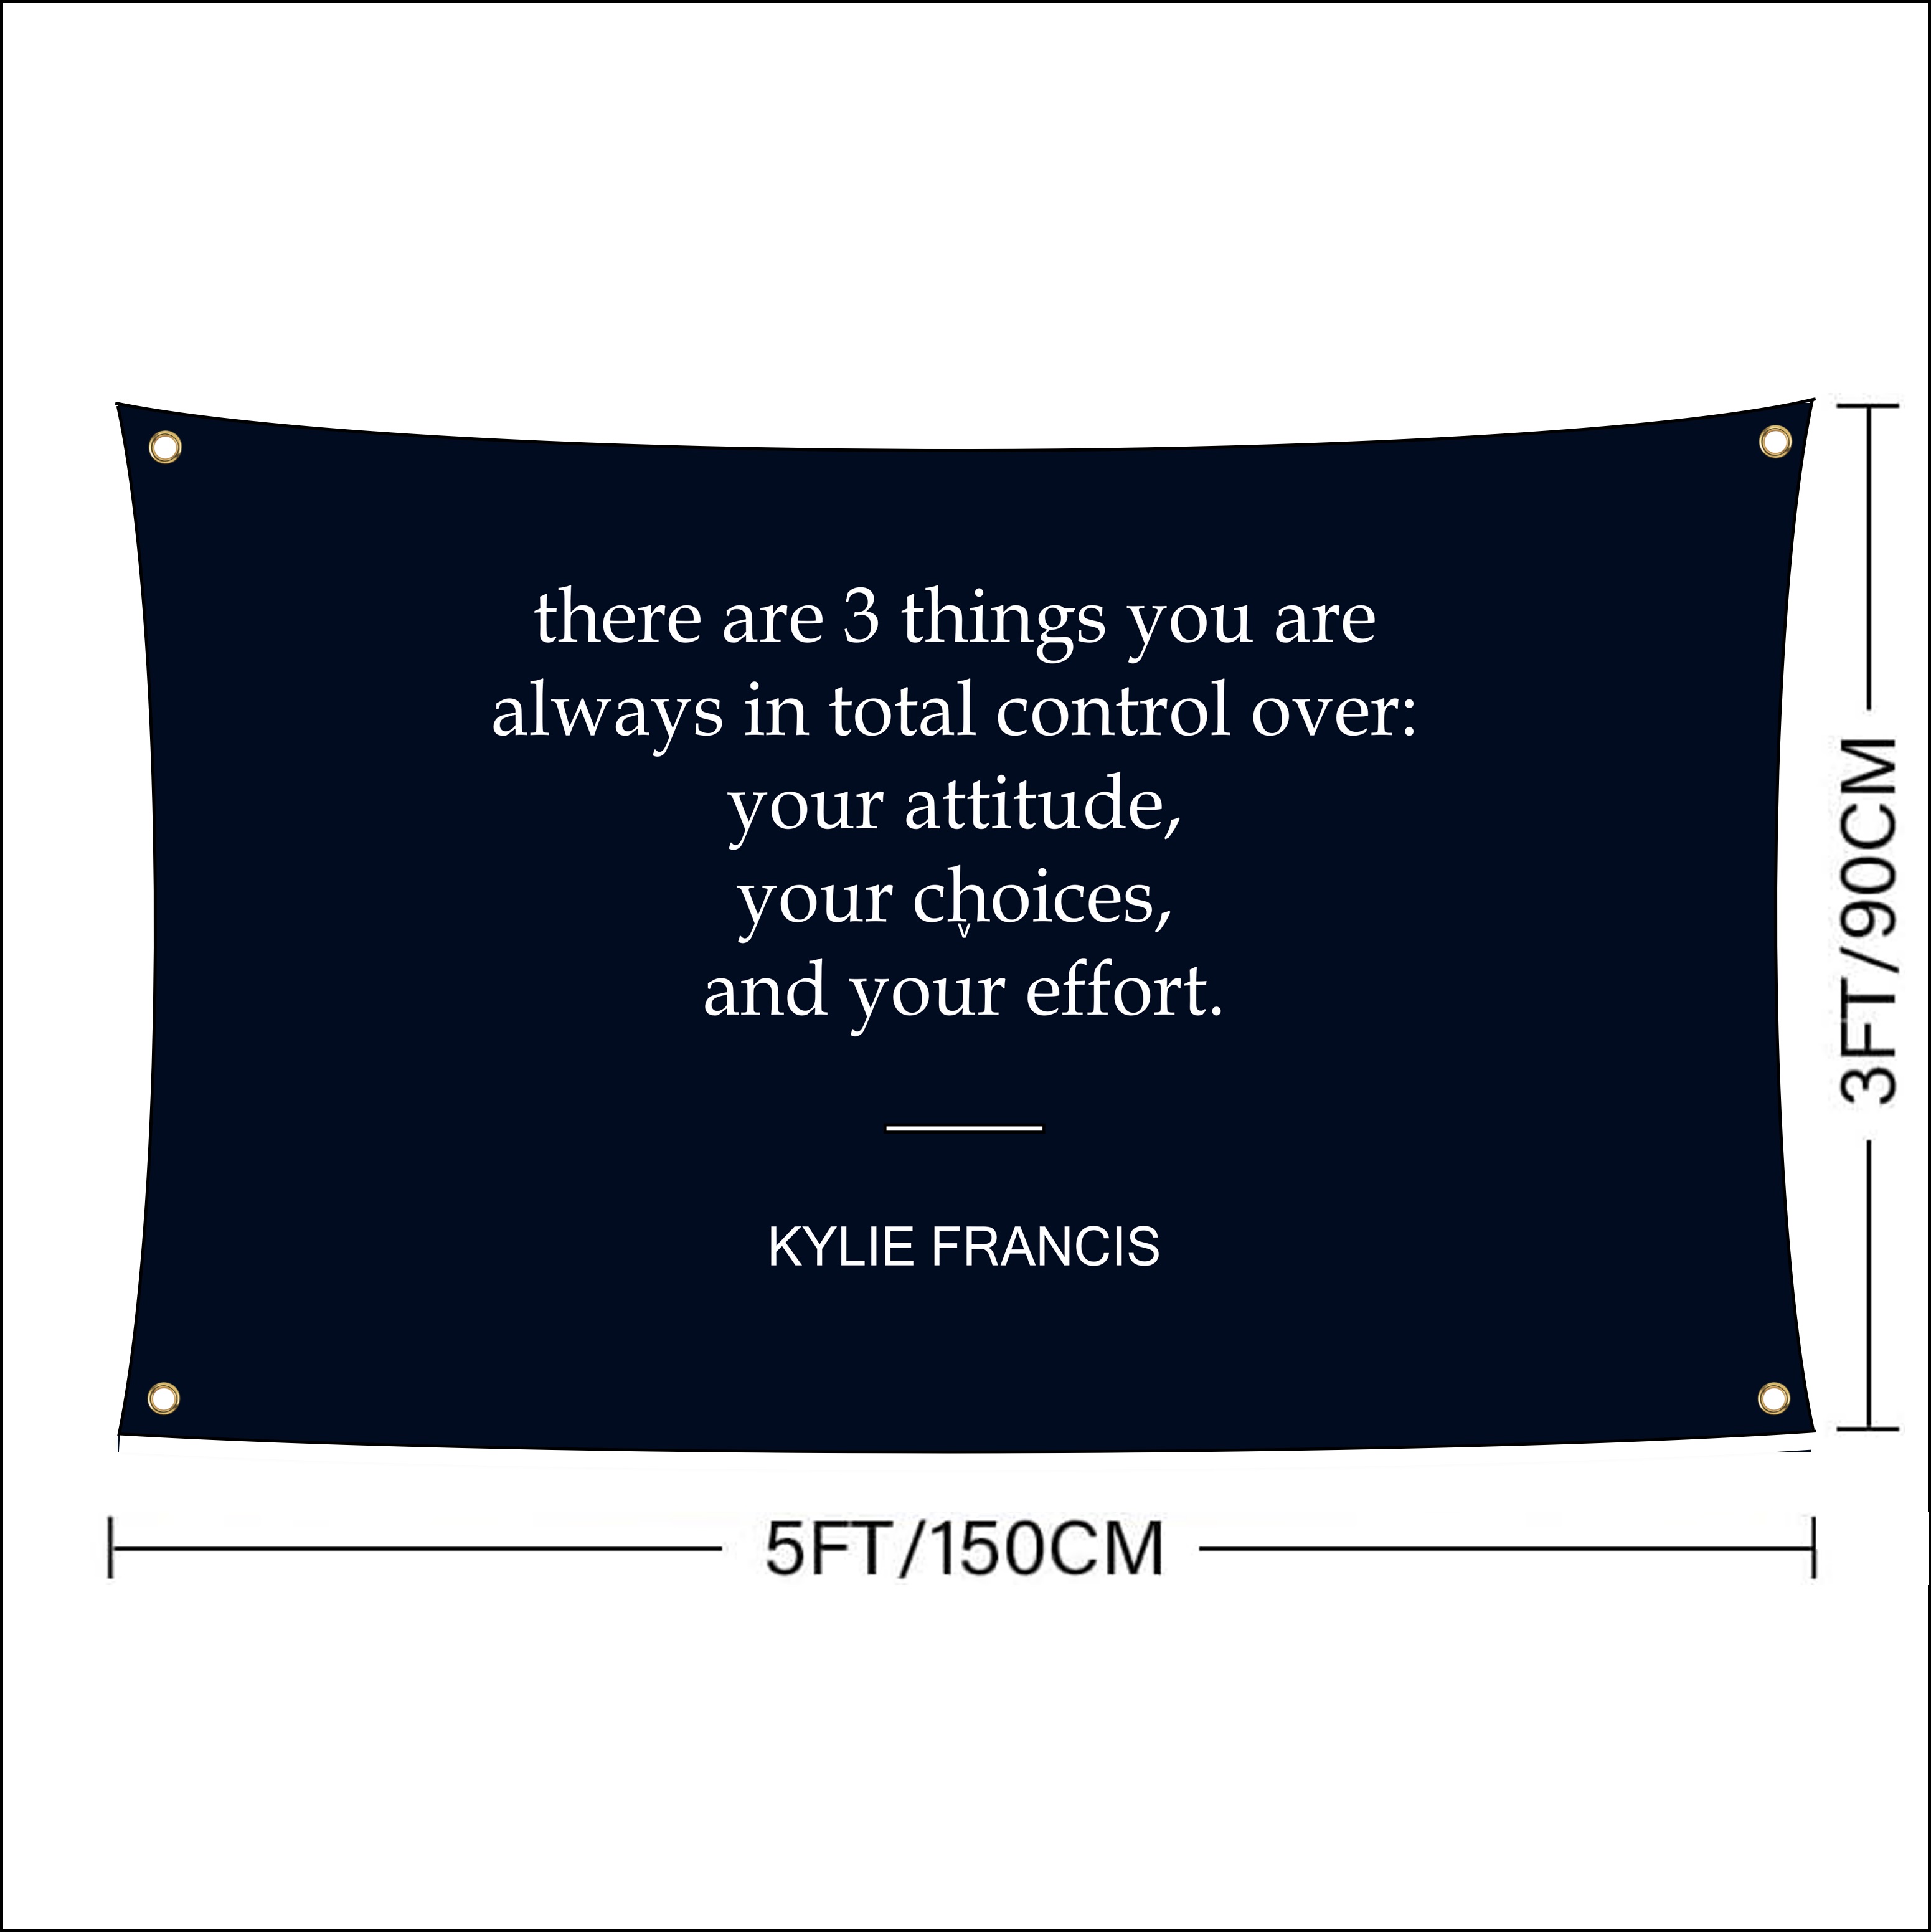 there are 3 things you are
always in total control over:
your attitude,
your choices,
v
and your effort.
KYLIE FRANCIS
3FT/90CM
5FT/150CM